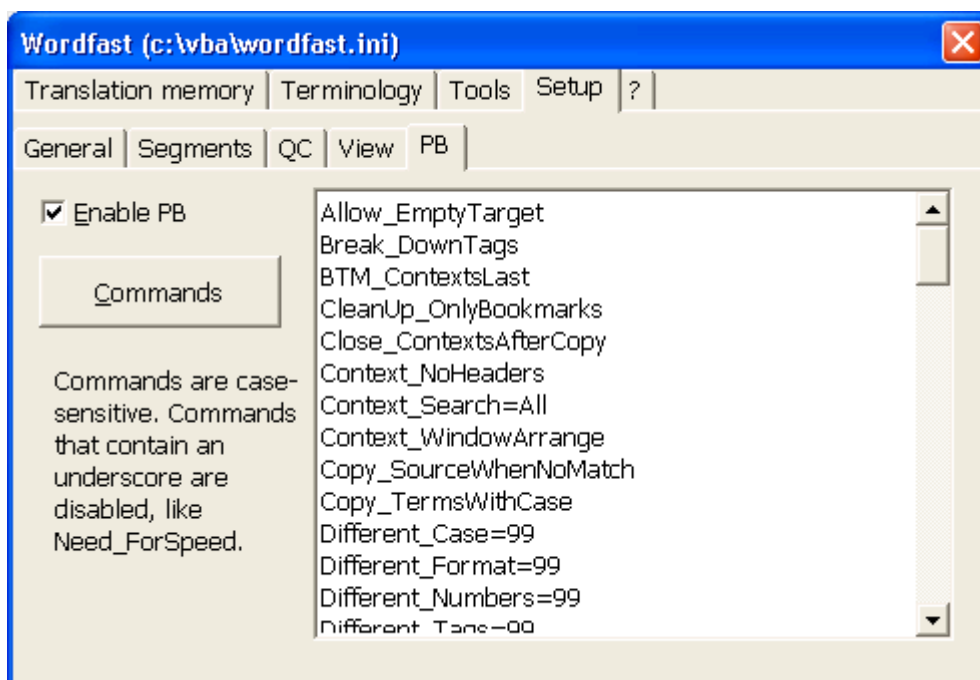 Wordfast (c:\vba\wordfast.ini)
Translation memory Terminology Tools Setup ?
General Segments QC View PB
Enable PB
Commands
Commands are case-
sensitive. Commands
that contain an
underscore are
disabled, like
Need_ForSpeed.
Allow_EmptyTarget
Break_DownTags
BTM_ContextsLast
CleanUp_OnlyBookmarks
Close_ContextsAfterCopy
Context_NoHeaders
Context_Search=All
Context_WindowArrange
Copy_SourceWhenNoMatch
Copy_TermsWithCase
Different_Case=99
Different_Format=99
Different_Numbers=99
Different_Tags=99